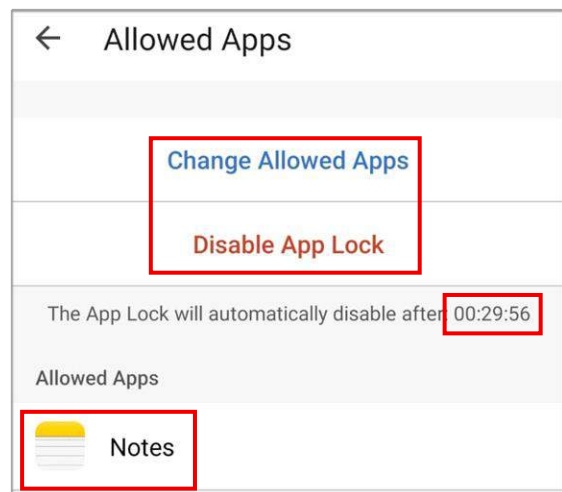 Allowed Apps
Change Allowed Apps
Disable App Lock
The App Lock will automatically disable after: 00:29:56
Allowed Apps
Notes